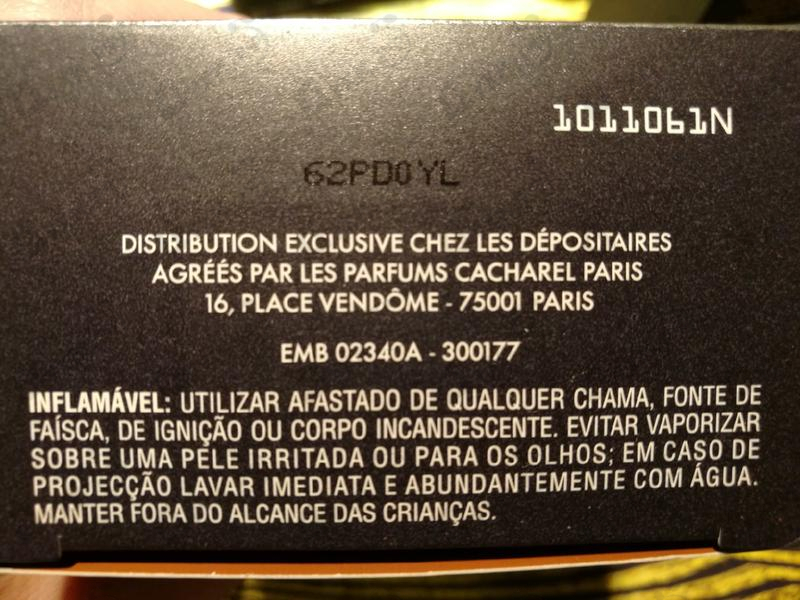 1011061N
62PD0YL
DISTRIBUTION EXCLUSIVE CHEZ LES DÉPOSITAIRES
AGRÉÉS PAR LES PARFUMS CACHAREL PARIS
16, PLACE VENDÔME - 75001 PARIS
EMB 02340A - 300177
INFLAMÁVEL: UTILIZAR AFASTADO DE QUALQUER CHAMA, FONTE DE
FAÍSCA, DE IGNIÇÃO OU CORPO INCANDESCENTE. EVITAR VAPORIZAR
SOBRE UMA PELE IRRITADA OU PARA OS OLHOS; EM CASO DE
PROJECÇÃO LAVAR IMEDIATA E ABUNDANTEMENTE COM ÁGUA.
MANTER FORA DO ALCANCE DAS CRIANÇAS.